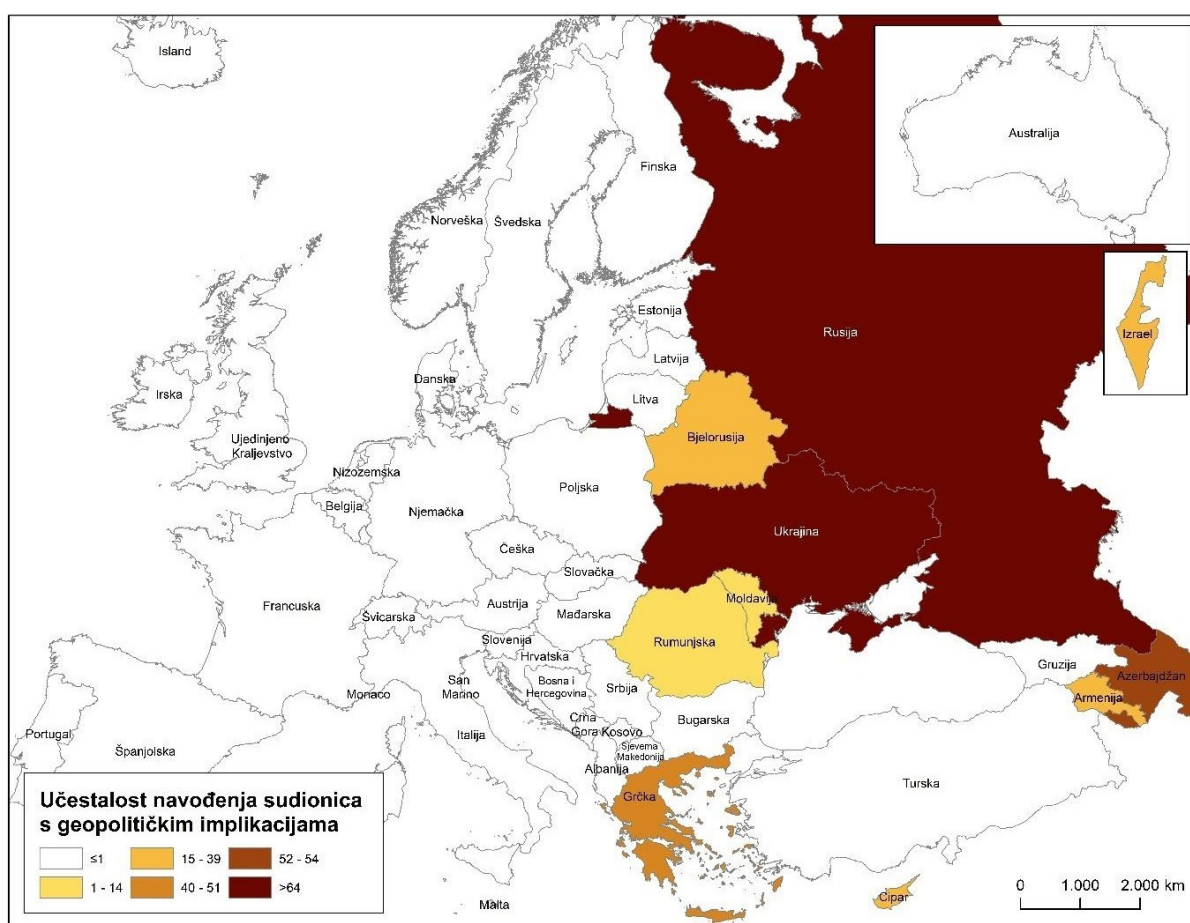 Island
Finska
Norveška
Švedska
Australija
Izrael
Estonija
Rusija
Latvija
Danska
Litva
Irska
Bjelorusija
Ujedinjeno
Kraljevstvo
Nizozemska
Poljska
Belgija
Njemačka
Ukrajina
Češka
Slovačka
Austrija
Moldavija
Francuska
Mađarska
Švicarska
Slovenija
Rumunjska
Hrvatska
Gruzija
San
Marino
Bosna i
Hercegovina
Azerbajdžan
Monaco
Srbija
Armenija
Crna
Gora
Kosovo
Bugarska
Portugal
Italija
Španjolska
Sjeverna
Makedonija
Albanija
Turska
Grčka
Učestalost navođenja sudionica
s geopolitičkim implikacijama
≤1
15 - 39
52 - 54
1 - 14
40 - 51
>64
Cipar
Malta
0 1.000 2.000 km